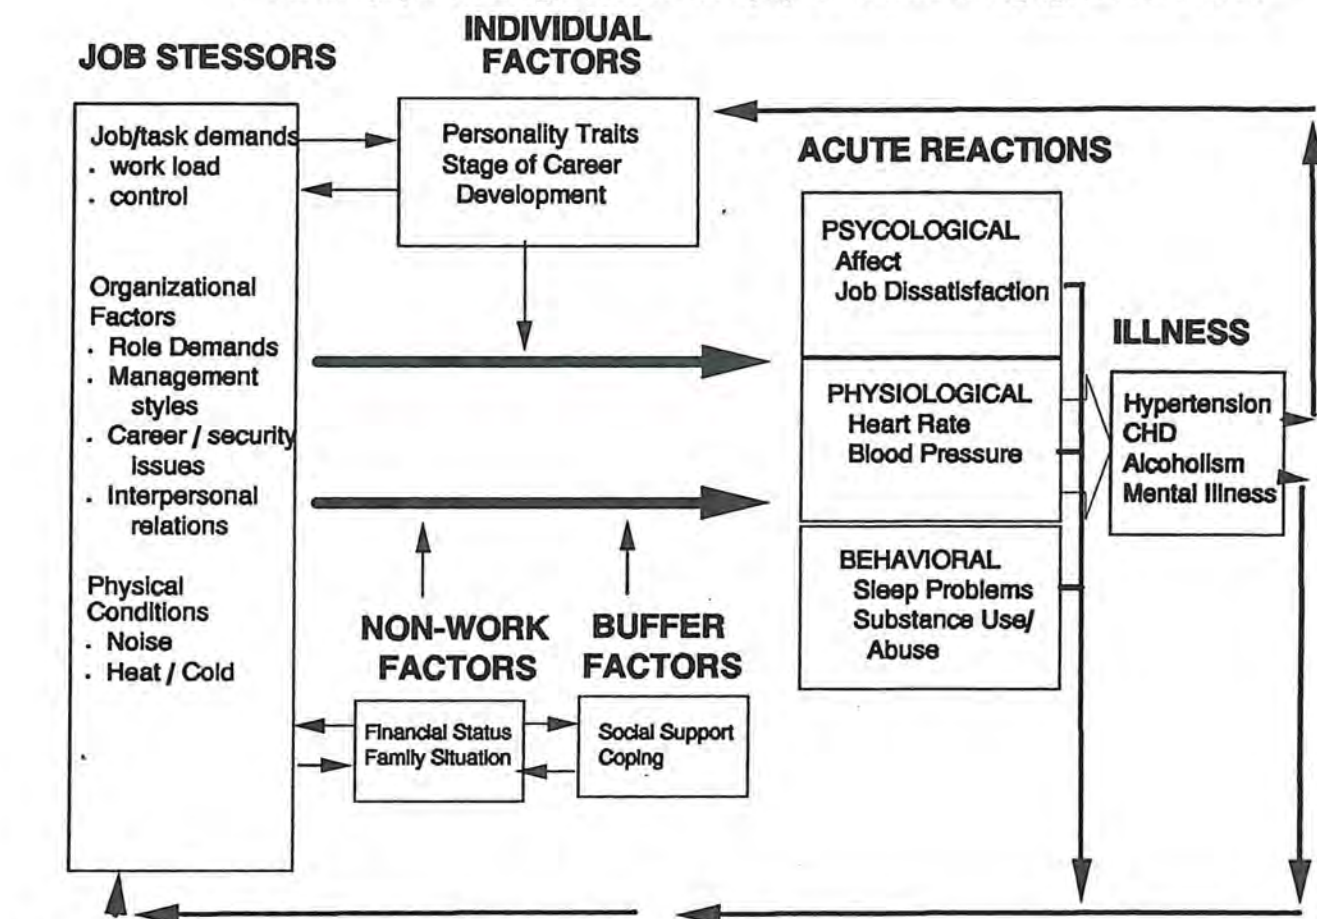 JOB STESSORS
Job/task demands
. work load
. control
Organizational
Factors
. Role Demands
. Management
styles
. Career / security
issues
. Interpersonal
relations
Physical
Conditions
. Noise
. Heat / Cold
INDIVIDUAL
FACTORS
Personality Traits
Stage of Career
Development
NON-WORK
FACTORS
Financial Status
Family Situation
BUFFER
FACTORS
Social Support
Coping
ACUTE REACTIONS
PSYCOLOGICAL
Affect
Job Dissatisfaction
PHYSIOLOGICAL
Heart Rate
Blood Pressure
BEHAVIORAL
Sleep Problems
Substance Use/
Abuse
ILLNESS
Hypertension
CHD
Alcoholism
Mental Illness